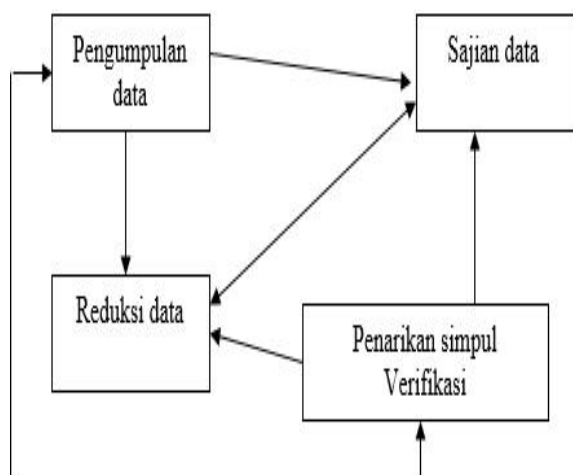 Pengumpulan
data
Sajian data
Reduksi data
Penarikan simpul
Verifikasi